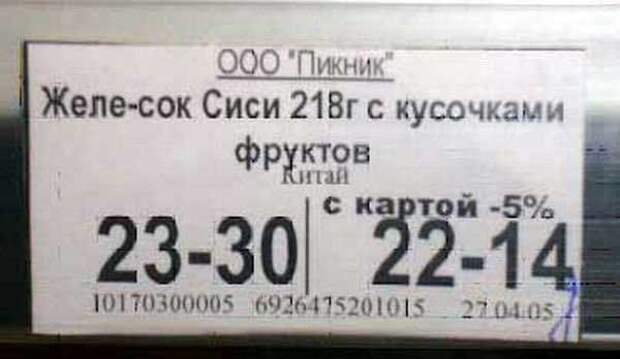 ООО "Пикник"
Желе-сок Сиси 218г с кусочками
фруктов
Китай
с картой -5%
23-30 22-14
10170300005 6926475201015 27.04.05